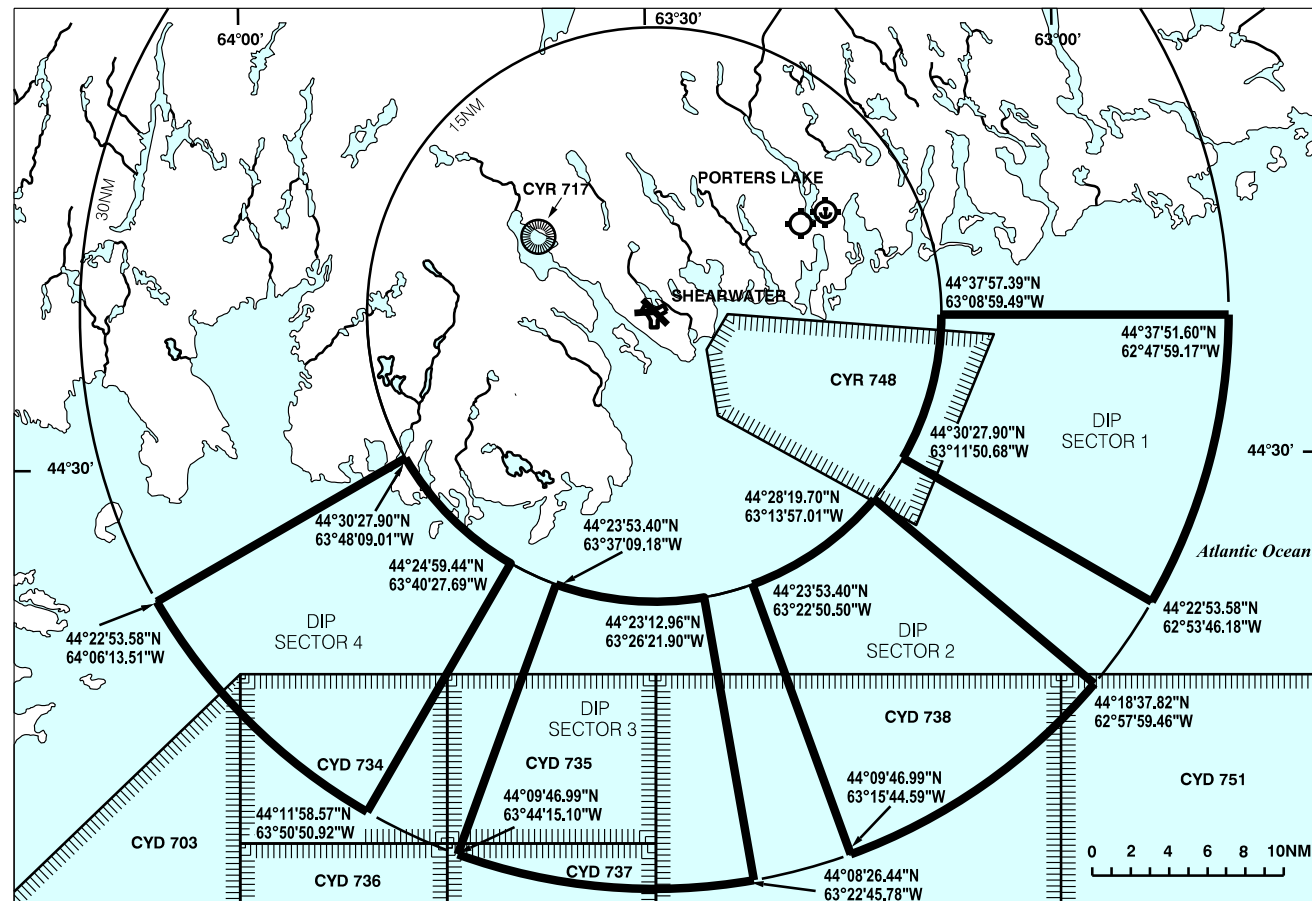 64°00'
63°30'
63°00'
15NM
30NM
CYR 717
PORTERS LAKE
SHEARWATER
44°37'57.39"N
63°08'59.49"W
44°37'51.60"N
62°47'59.17"W
CYR 748
DIP
SECTOR 1
44°30'27.90"N
63°11'50.68"W
44°30'
44°30'
44°28'19.70"N
63°13'57.01"W
44°30'27.90"N
63°48'09.01"W
44°23'53.40"N
63°37'09.18"W
44°24'59.44"N
63°40'27.69"W
Atlantic Ocean
44°23'53.40"N
63°22'50.50"W
44°22'53.58"N
62°53'46.18"W
44°22'53.58"N
64°06'13.51"W
DIP
SECTOR 4
44°23'12.96"N
63°26'21.90"W
DIP
SECTOR 2
44°18'37.82"N
62°57'59.46"W
DIP
SECTOR 3
CYD 738
CYD 734
CYD 735
CYD 751
44°09'46.99"N
63°44'15.10"W
44°09'46.99"N
63°15'44.59"W
44°11'58.57"N
63°50'50.92"W
CYD 703
CYD 736
CYD 737
44°08'26.44"N
63°22'45.78"W
0 2 4 6 8 10NM